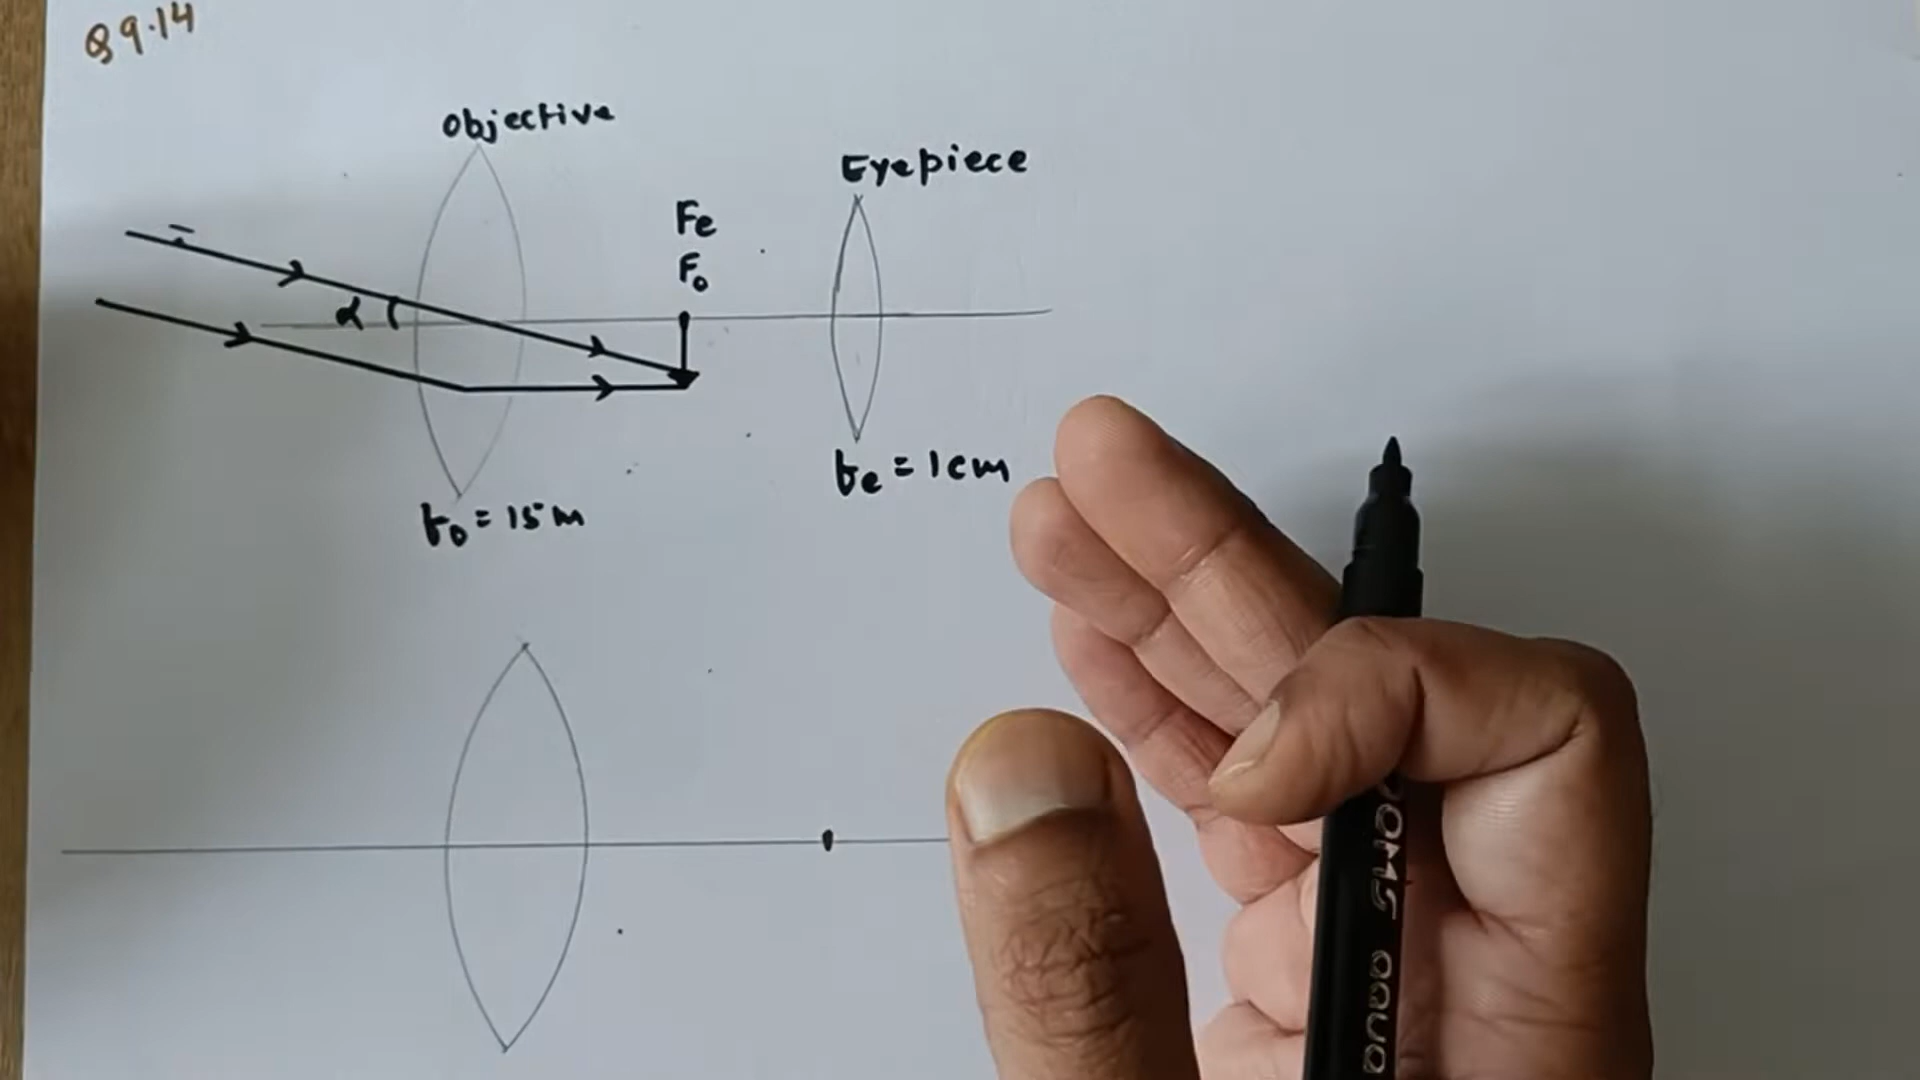 Q9.14
Objective
Eyepiece
Fe
Fo
α
fe = 1cm
fo = 15m